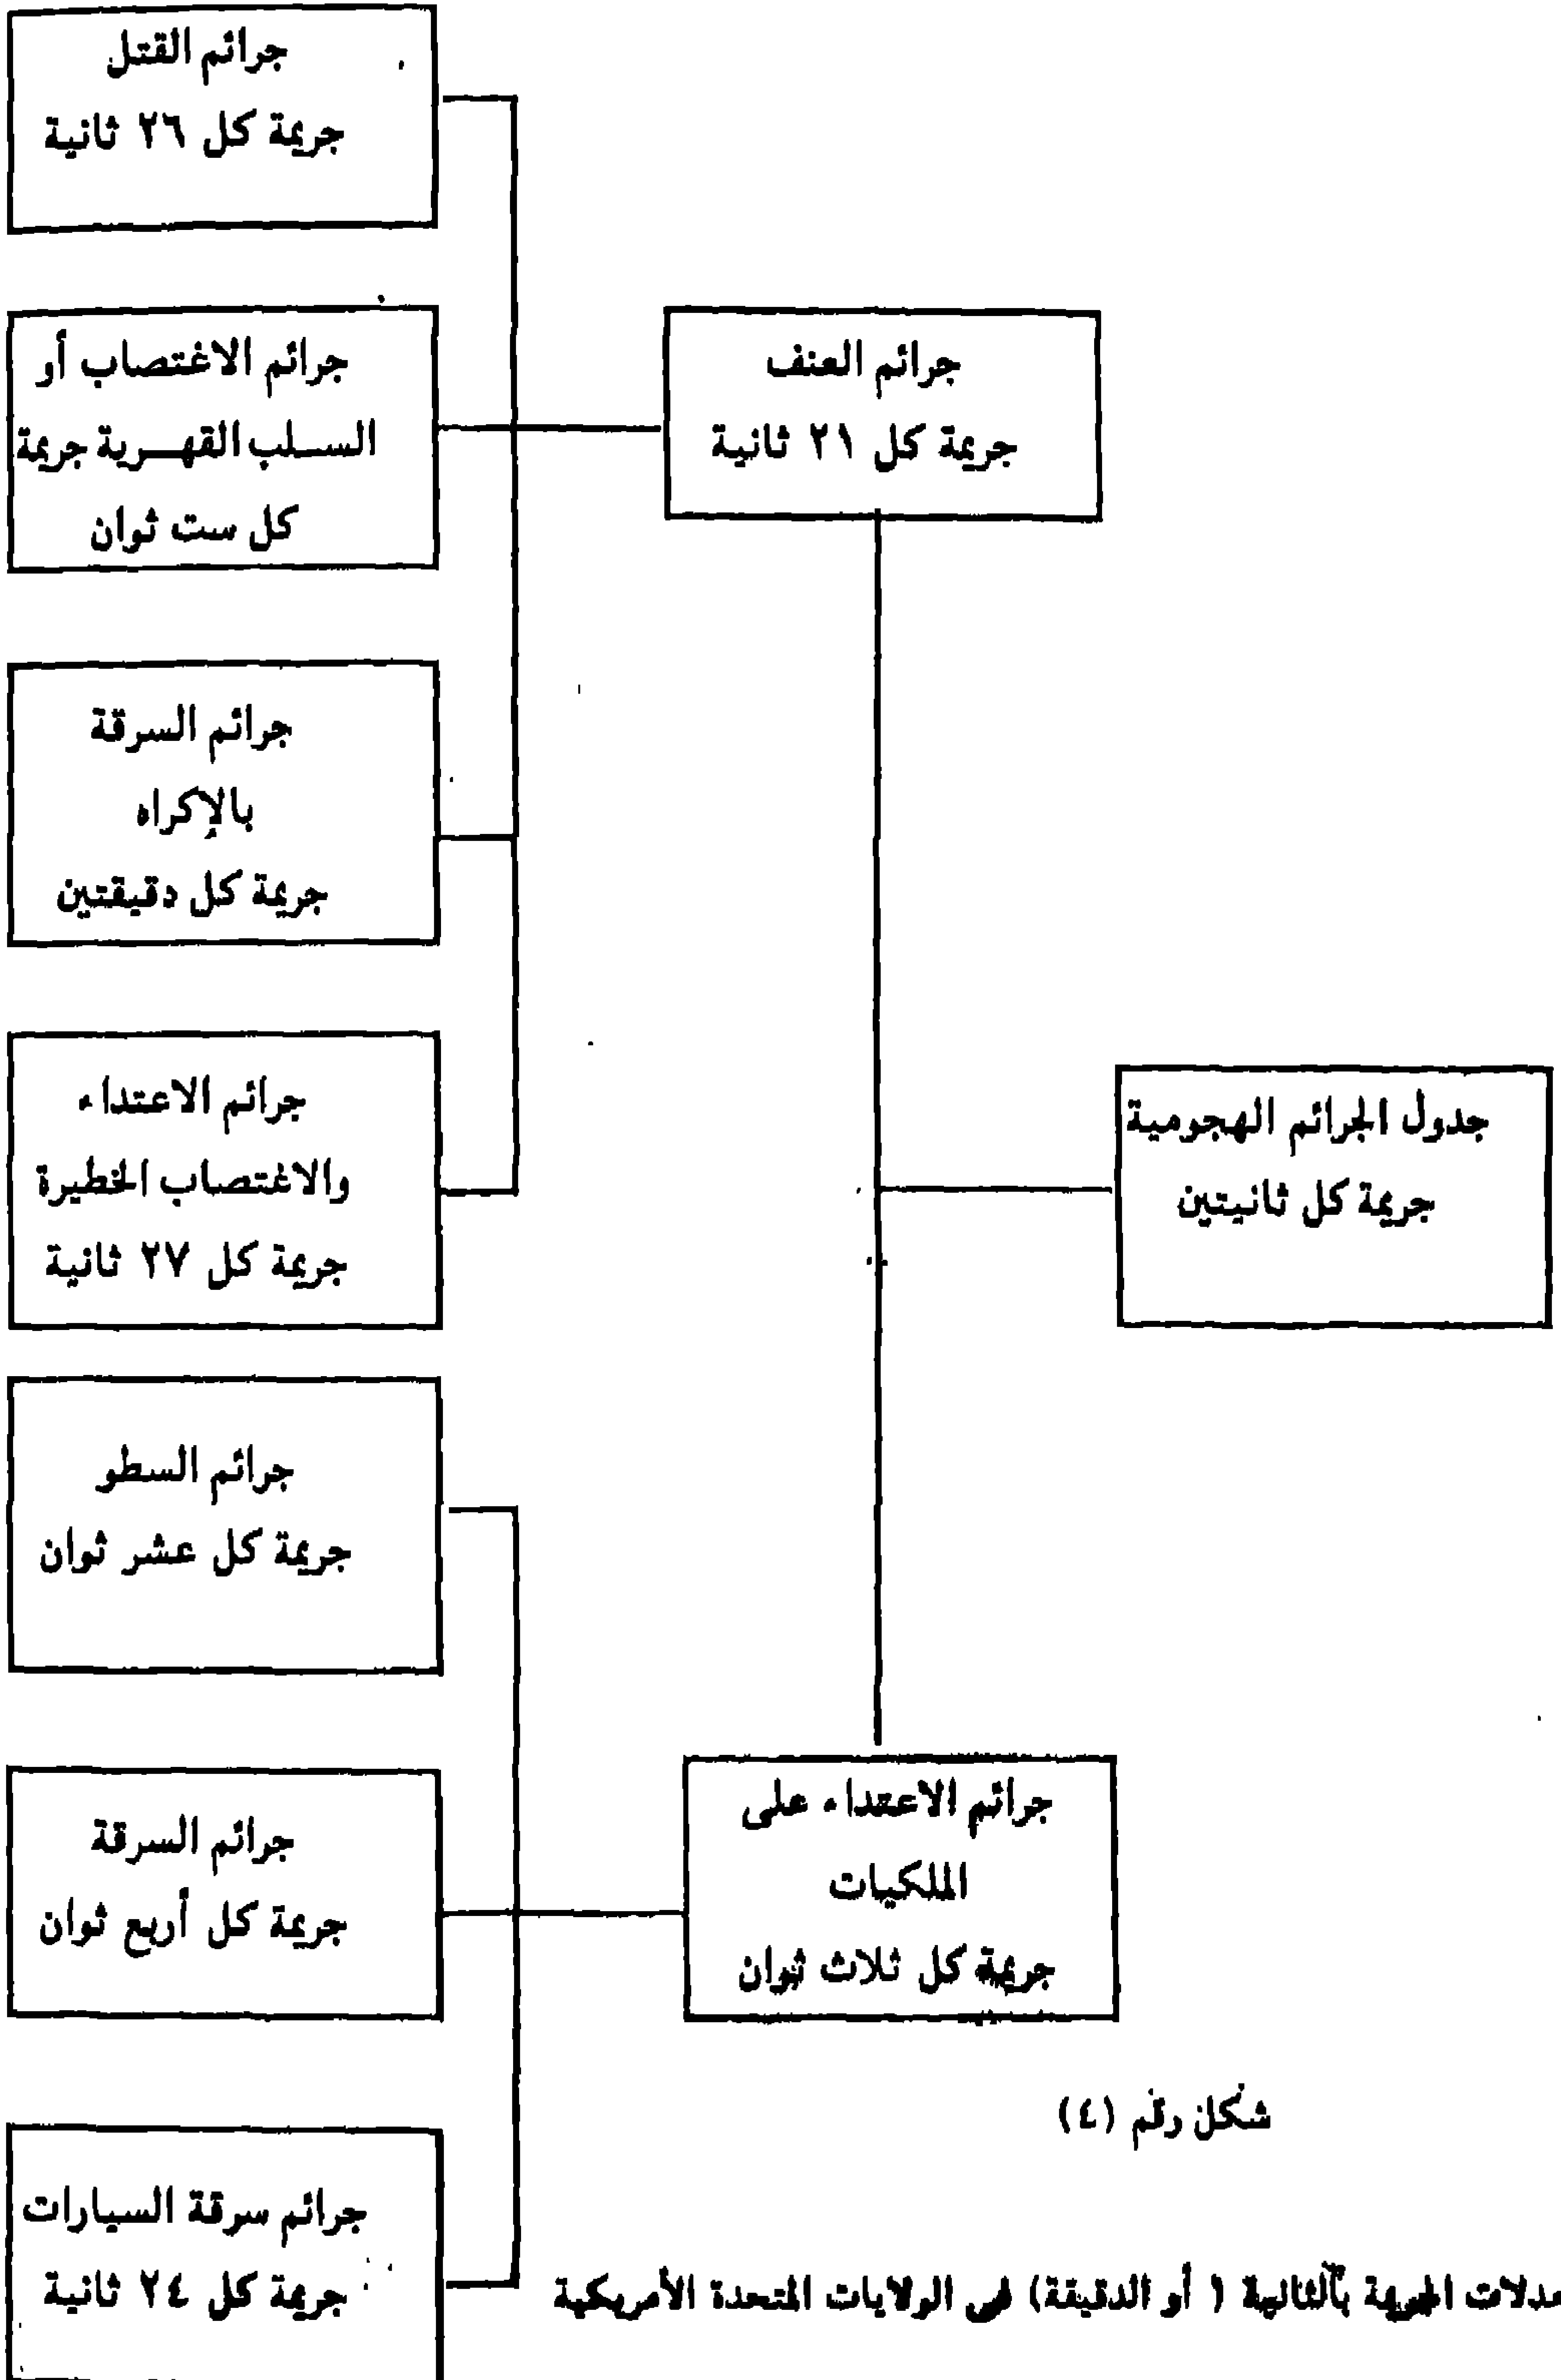 جدول الجرائم الهجومية
جريمة كل ثانيتين
جرائم العنف
جريمة كل ٢١ ثانية
جرائم القتل
جريمة كل ٢٦ ثانية
جرائم الاغتصاب أو
السلب القهرية جريمة
كل ست ثوان
جرائم السرقة
بالإكراه
جريمة كل دقيقتين
جرائم الاعتداء
والاغتصاب الخطيرة
جريمة كل ٢٧ ثانية
جرائم الاعتداء على
الملكيات
جريمة كل ثلاث ثوان
جرائم السطو
جريمة كل عشر ثوان
جرائم السرقة
جريمة كل أربع ثوان
جرائم سرقة السيارات
جريمة كل ٢٤ ثانية
شكل رقم (٤)
بالثانية ( أو الدقيقة) فى الولايات المتحدة الأمريكية